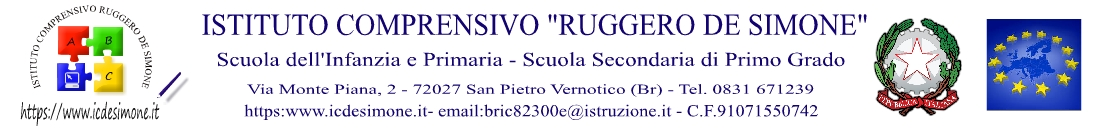 ISTITUTO COMPRENSIVO RUGGERO DE SIMONE
A B
C
https://www.icdesimone.it
ISTITUTO COMPRENSIVO "RUGGERO DE SIMONE"
Scuola dell'Infanzia e Primaria - Scuola Secondaria di Primo Grado
Via Monte Piana, 2 - 72027 San Pietro Vernotico (Br) - Tel. 0831 671239
https:www.icdesimone.it- email:bric82300e@istruzione.it - C.F.91071550742
REPVBBLICA ITALIANA